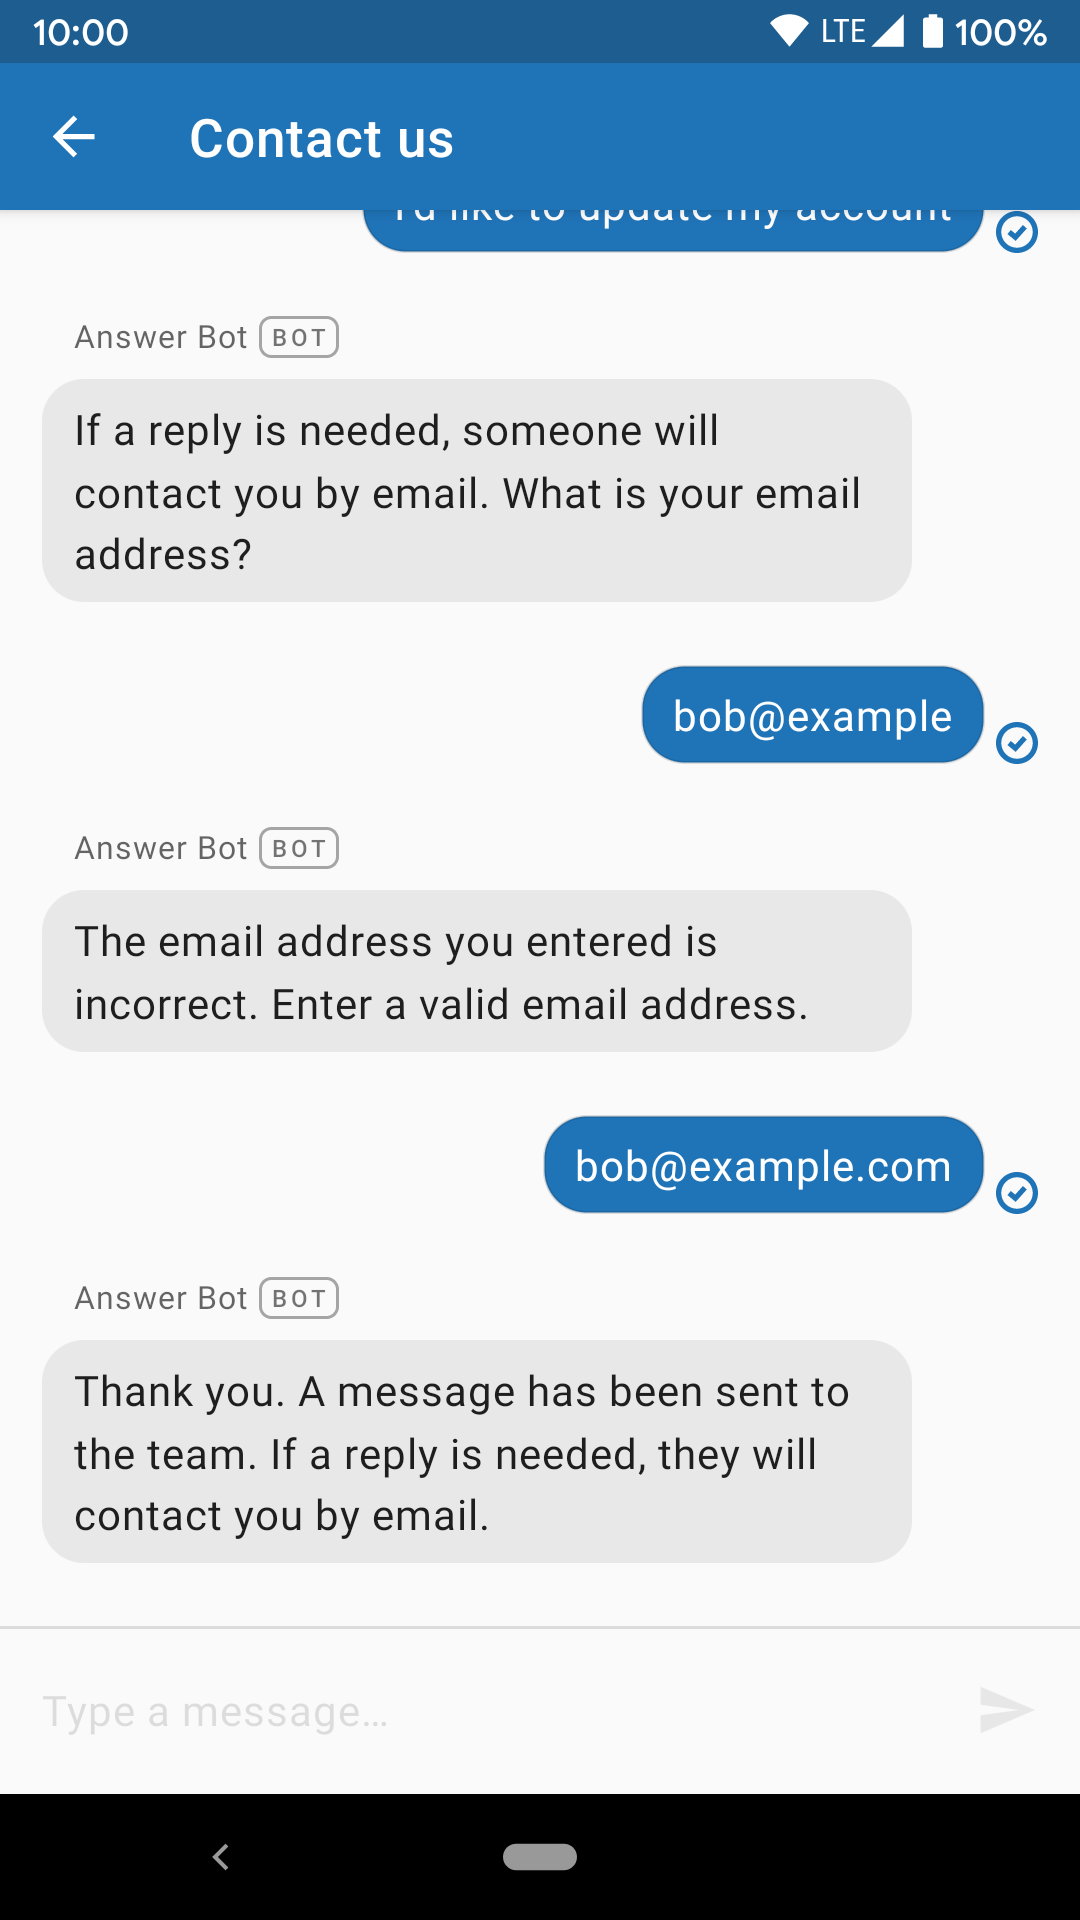 10:00 LTE 100%
Contact us
I'd like to update my account
Answer Bot BOT
If a reply is needed, someone will
contact you by email. What is your email
address?
bob@example
Answer Bot BOT
The email address you entered is
incorrect. Enter a valid email address.
bob@example.com
Answer Bot BOT
Thank you. A message has been sent to
the team. If a reply is needed, they will
contact you by email.
Type a message…